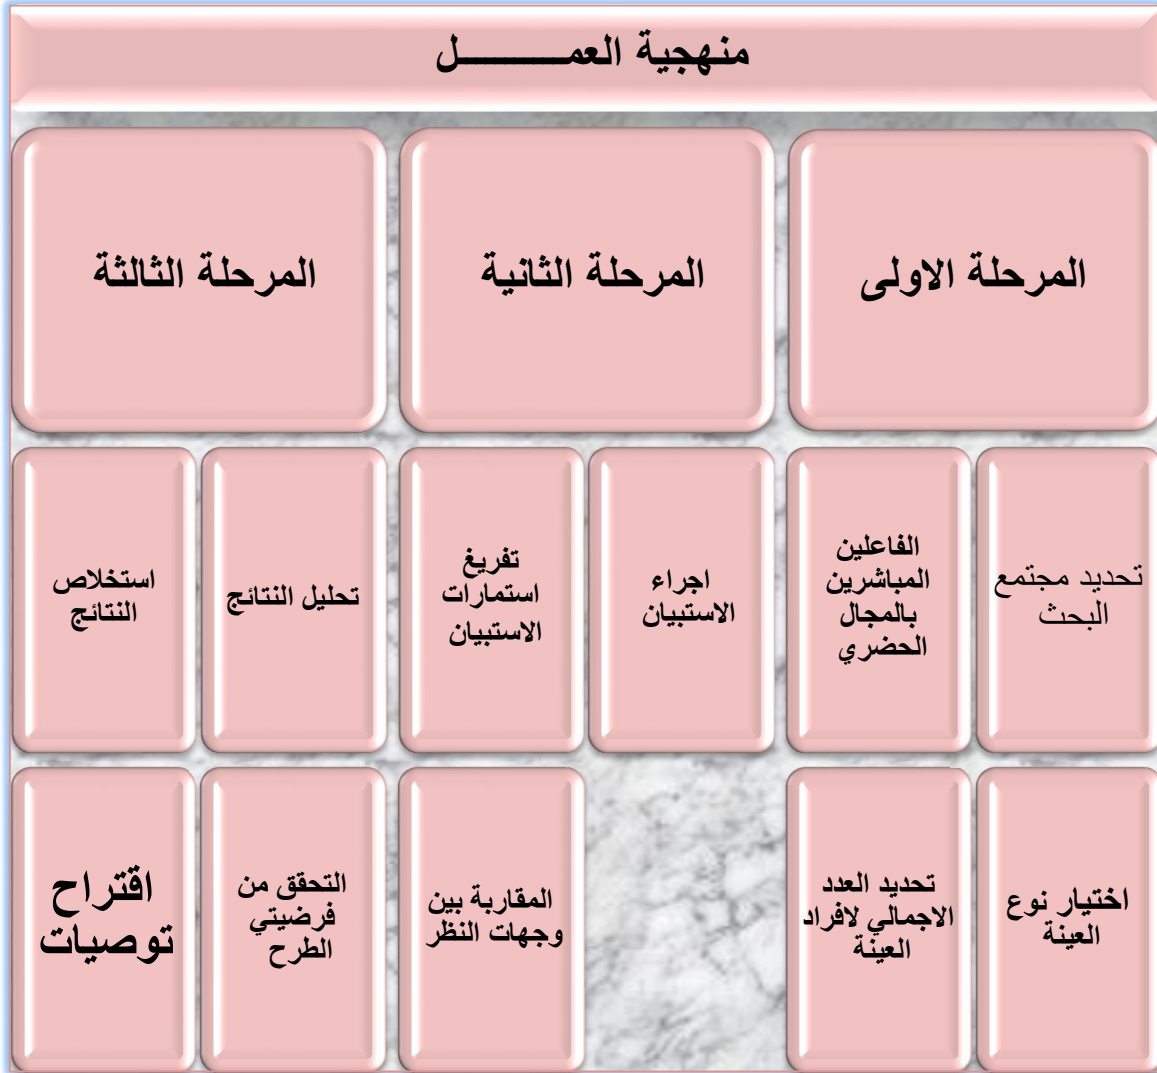 منهجية العمـــــــــل
المرحلة الاولى
المرحلة الثانية
المرحلة الثالثة
تحديد مجتمع
البحث
الفاعلين
المباشرين
بالمجال
الحضري
اجراء
الاستبيان
تفريغ
استمارات
الاستبيان
تحليل النتائج
استخلاص
النتائج
اختيار نوع
العينة
تحديد العدد
الاجمالي لافراد
العينة
المقاربة بين
وجهات النظر
التحقق من
فرضيتي
الطرح
اقتراح
توصيات